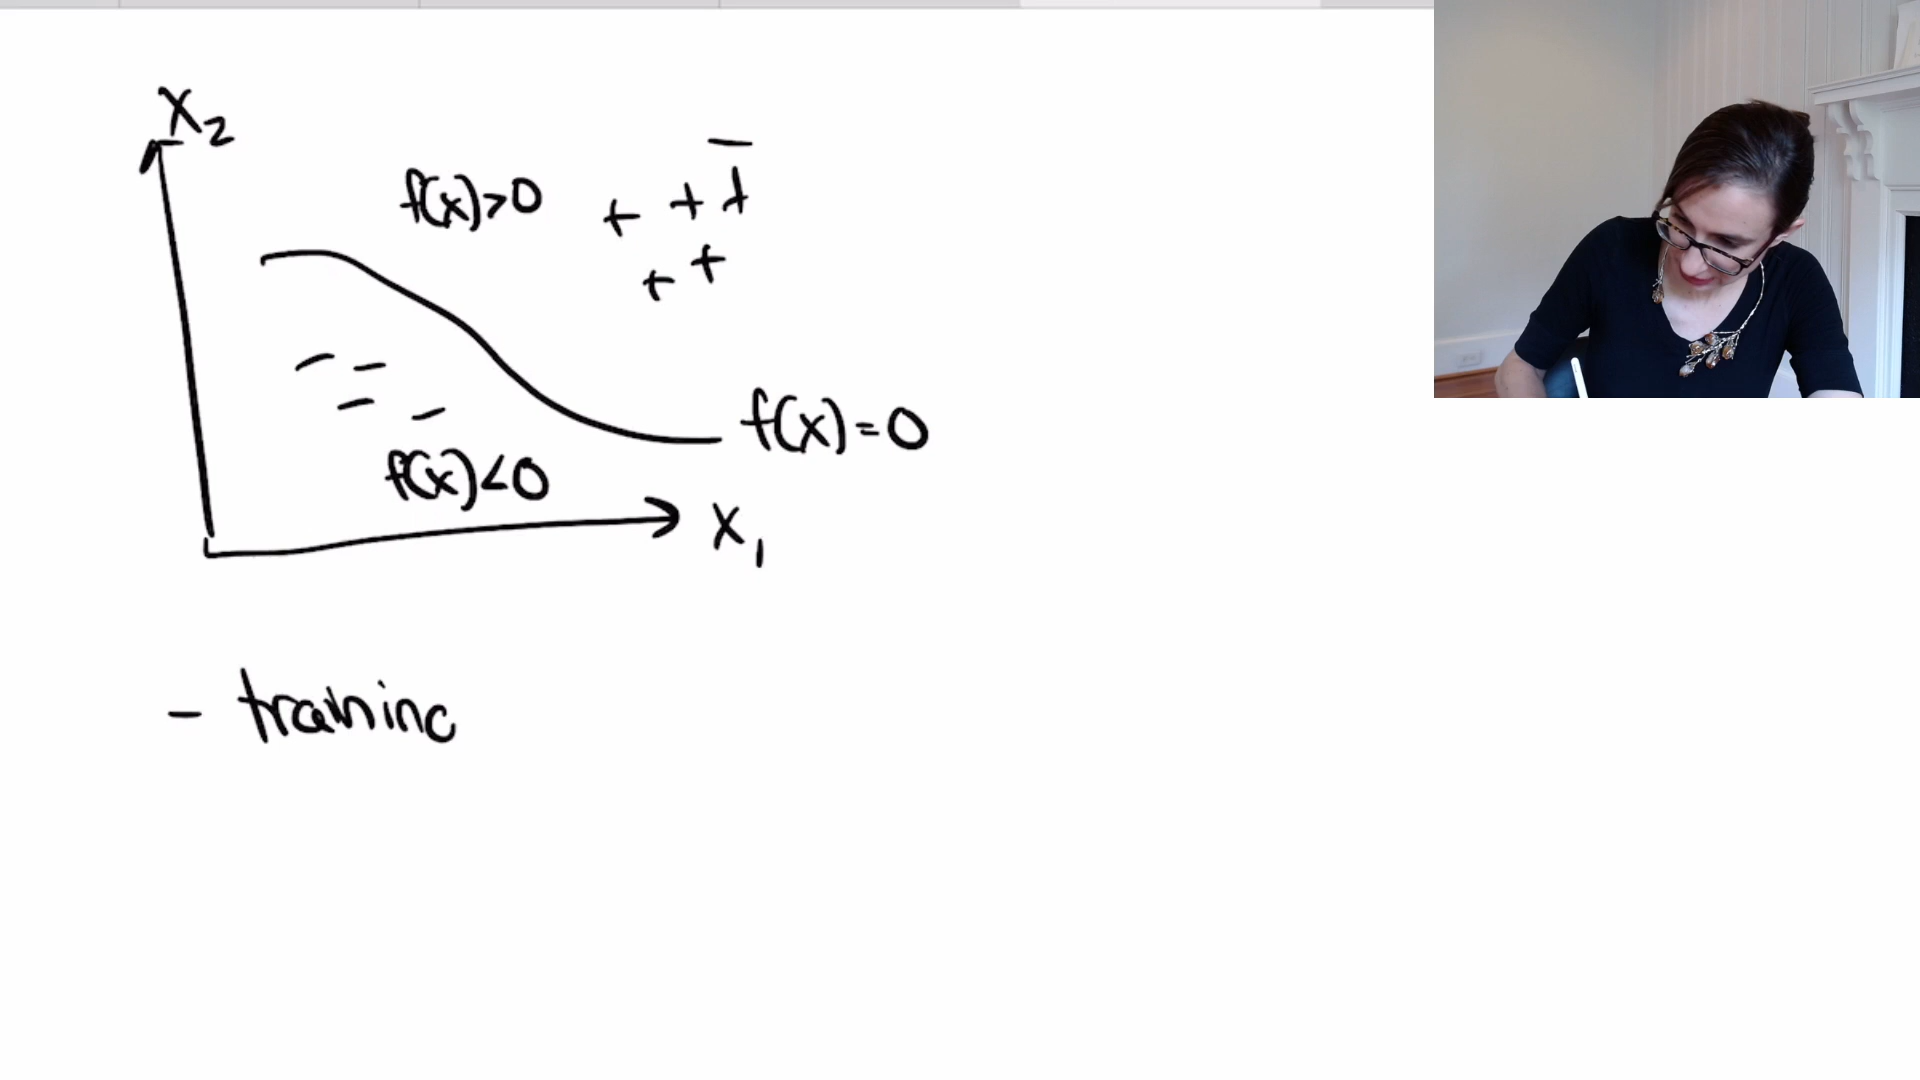 X₂
f(x)>0
+ + +
+ +
f(x)=0
f(x)<0
X₁
- traininc